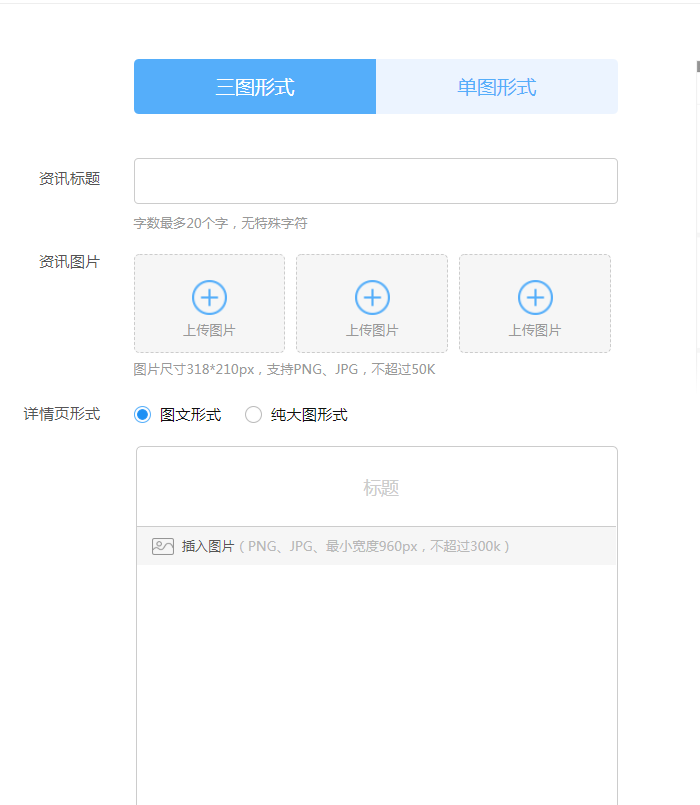 三图形式 单图形式
资讯标题
字数最多20个字，无特殊字符
资讯图片
上传图片 上传图片 上传图片
图片尺寸318*210px，支持PNG、JPG，不超过50K
详情页形式 图文形式 纯大图形式
标题
插入图片（PNG、JPG、最小宽度960px，不超过300k）